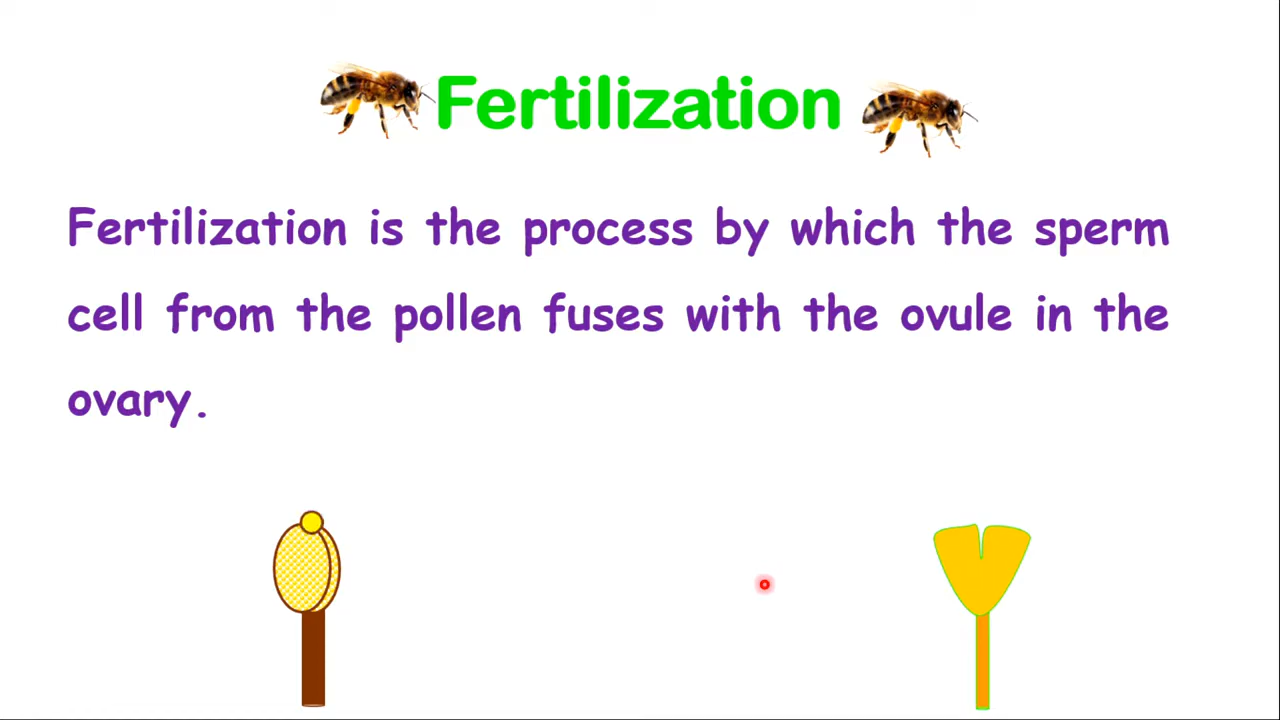 Fertilization
Fertilization is the process by which the sperm
cell from the pollen fuses with the ovule in the
ovary.